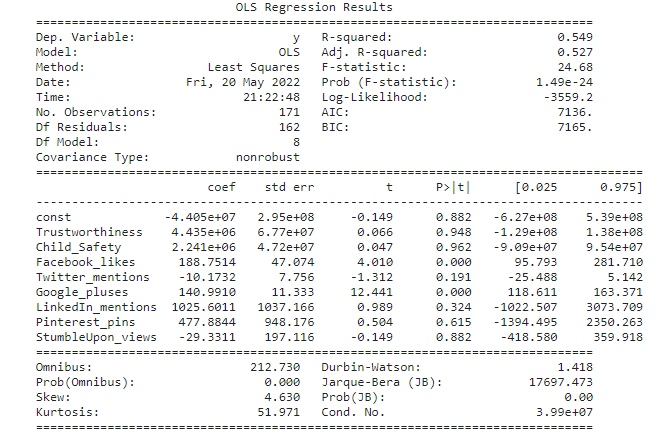 OLS Regression Results
==============================================================================
Dep. Variable:                      y   R-squared:                       0.549
Model:                            OLS   Adj. R-squared:                  0.527
Method:                 Least Squares   F-statistic:                     24.68
Date:                Fri, 20 May 2022   Prob (F-statistic):           1.49e-24
Time:                        21:22:48   Log-Likelihood:                -3559.2
No. Observations:                 171   AIC:                             7136.
Df Residuals:                     162   BIC:                             7165.
Df Model:                           8
Covariance Type:            nonrobust
=====================================================================================
coef    std err          t      P>|t|      [0.025      0.975]
-------------------------------------------------------------------------------------
const             -4.405e+07   2.95e+08     -0.149      0.882   -6.27e+08    5.39e+08
Trustworthiness    4.435e+06   6.77e+07      0.066      0.948   -1.29e+08    1.38e+08
Child_Safety       2.241e+06   4.72e+07      0.047      0.962   -9.09e+07    9.54e+07
Facebook_likes      188.7514     47.074      4.010      0.000      95.793     281.710
Twitter_mentions    -10.1732      7.756     -1.312      0.191     -25.488       5.142
Google_pluses       140.9910     11.333     12.441      0.000     118.611     163.371
LinkedIn_mentions  1025.6011   1037.166      0.989      0.324   -1022.507    3073.709
Pinterest_pins      477.8844    948.176      0.504      0.615   -1394.495    2350.263
StumbleUpon_views   -29.3311    197.116     -0.149      0.882    -418.580     359.918
==============================================================================
Omnibus:                      212.730   Durbin-Watson:                   1.418
Prob(Omnibus):                  0.000   Jarque-Bera (JB):            17697.473
Skew:                           4.630   Prob(JB):                         0.00
Kurtosis:                      51.971   Cond. No.                     3.99e+07
==============================================================================